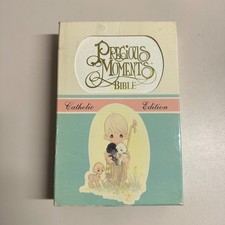 PRECIOUS
MOMENTS
BIBLE
Catholic Edition